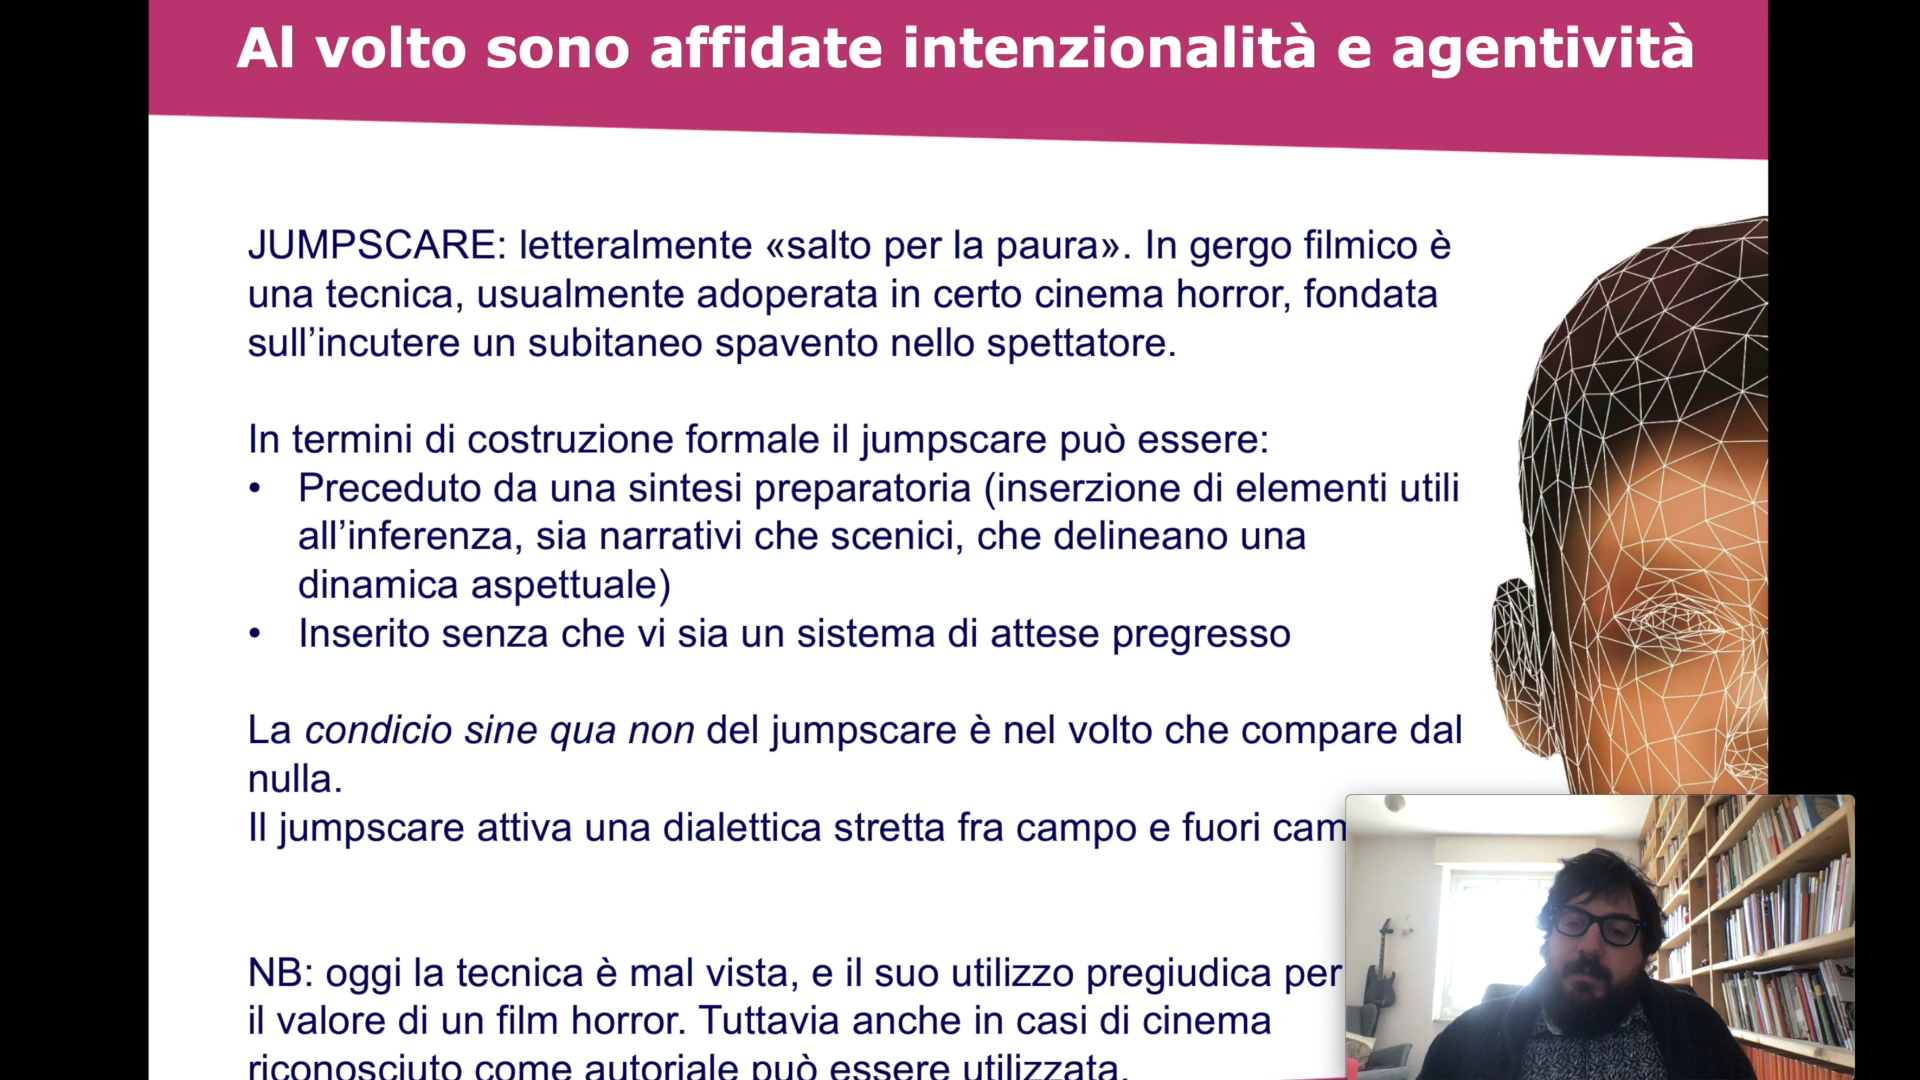 Al volto sono affidate intenzionalità e agentività
JUMPSCARE: letteralmente «salto per la paura». In gergo filmico è
una tecnica, usualmente adoperata in certo cinema horror, fondata
sull’incutere un subitaneo spavento nello spettatore.
In termini di costruzione formale il jumpscare può essere:
• Preceduto da una sintesi preparatoria (inserzione di elementi utili
all’inferenza, sia narrativi che scenici, che delineano una
dinamica aspettuale)
• Inserito senza che vi sia un sistema di attese pregresso
La condicio sine qua non del jumpscare è nel volto che compare dal
nulla.
Il jumpscare attiva una dialettica stretta fra campo e fuori cam
NB: oggi la tecnica è mal vista, e il suo utilizzo pregiudica per
il valore di un film horror. Tuttavia anche in casi di cinema
riconosciuto come autoriale può essere utilizzata.